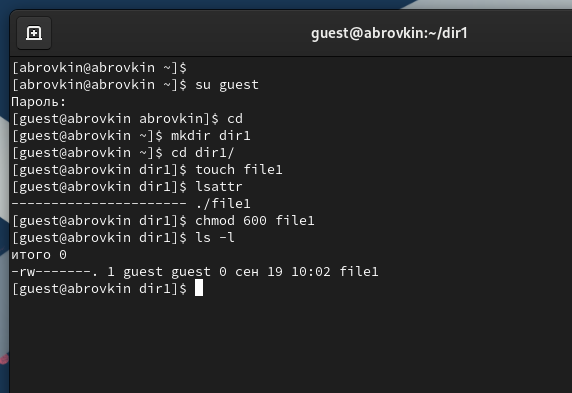 guest@abrovkin:~/dir1
[abrovkin@abrovkin ~]$
[abrovkin@abrovkin ~]$ su guest
Пароль:
[guest@abrovkin abrovkin]$ cd
[guest@abrovkin ~]$ mkdir dir1
[guest@abrovkin ~]$ cd dir1/
[guest@abrovkin dir1]$ touch file1
[guest@abrovkin dir1]$ lsattr
---------------------- ./file1
[guest@abrovkin dir1]$ chmod 600 file1
[guest@abrovkin dir1]$ ls -l
итого 0
-rw-------. 1 guest guest 0 сен 19 10:02 file1
[guest@abrovkin dir1]$